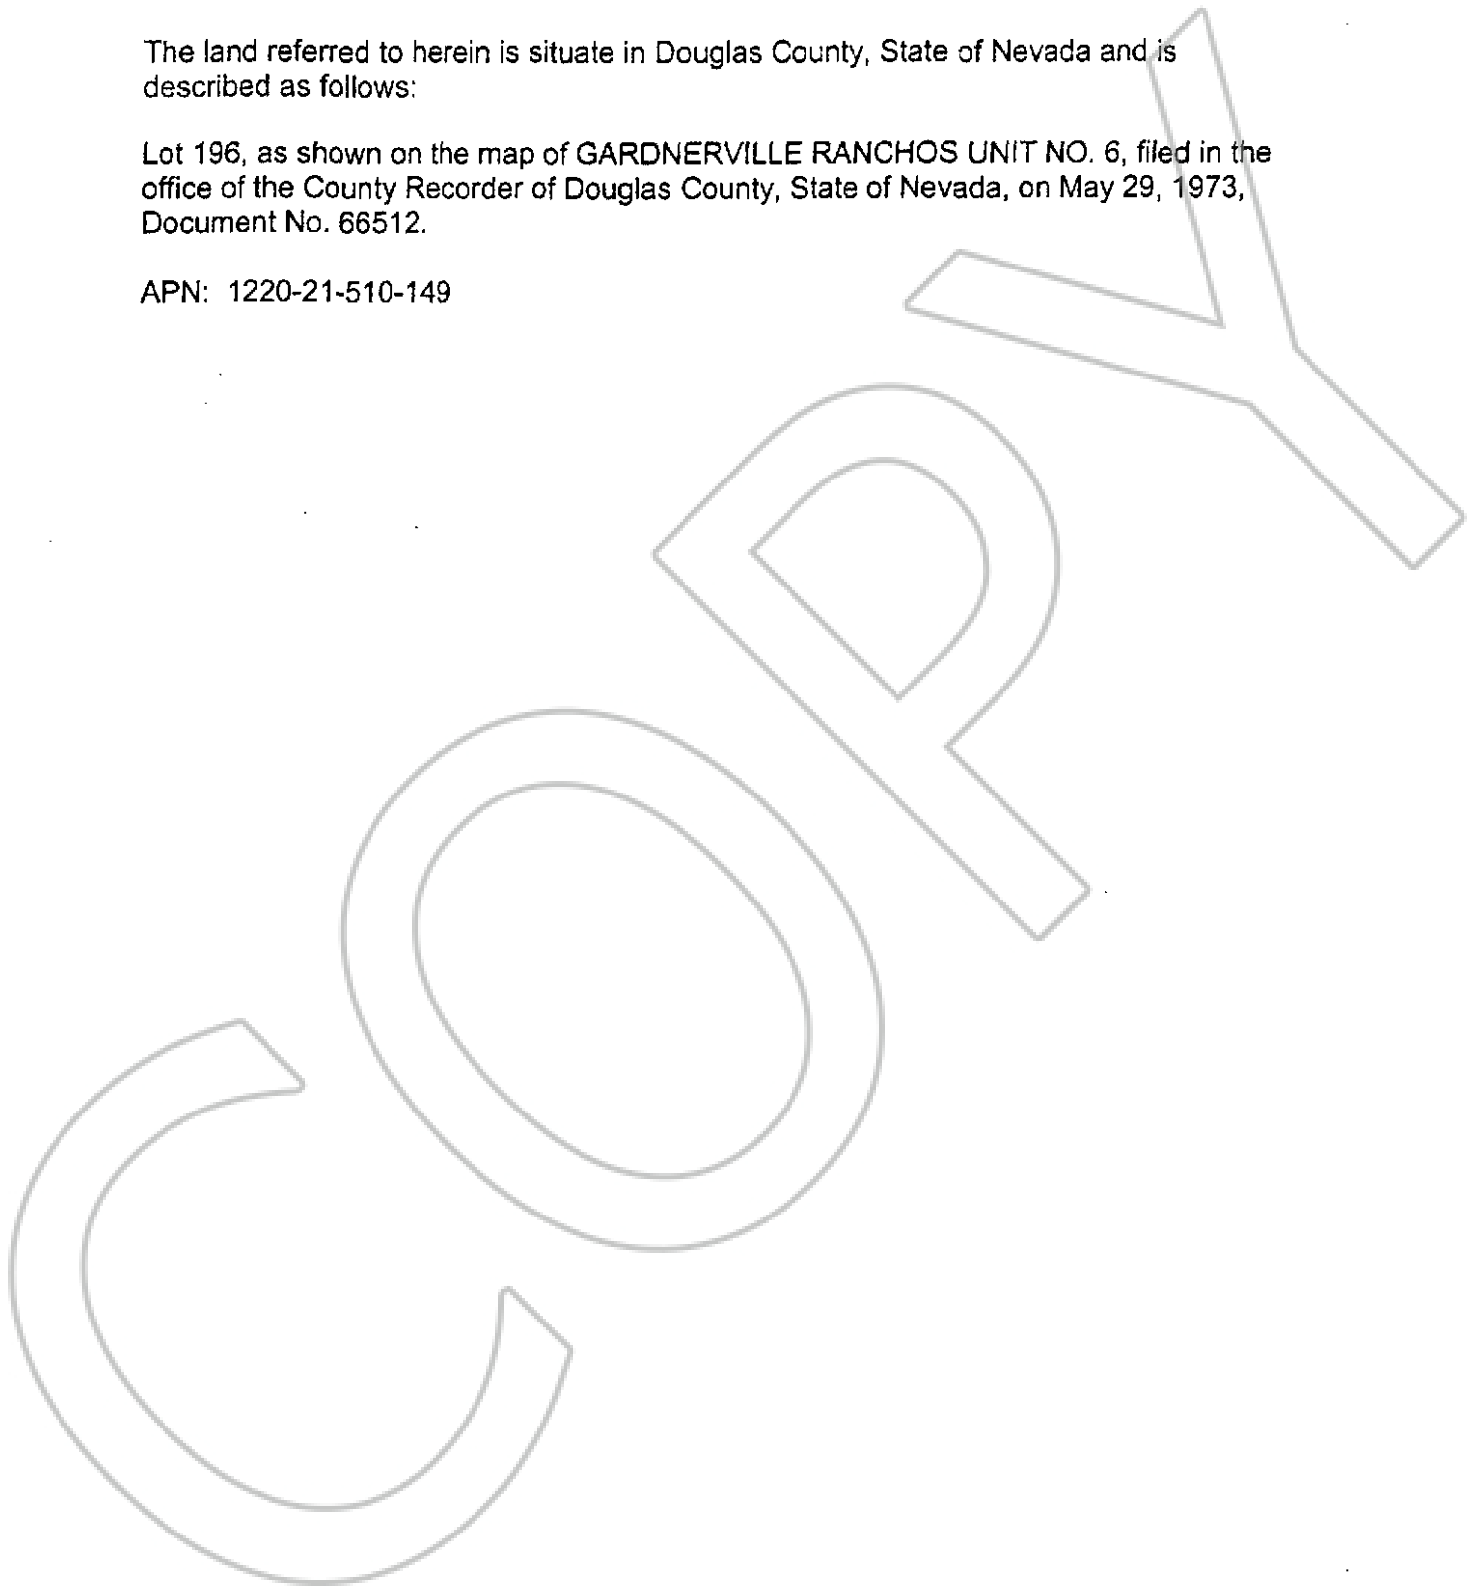 The land referred to herein is situate in Douglas County, State of Nevada and is
described as follows:
Lot 196, as shown on the map of GARDNERVILLE RANCHOS UNIT NO. 6, filed in the
office of the County Recorder of Douglas County, State of Nevada, on May 29, 1973,
Document No. 66512.
APN: 1220-21-510-149
COPY